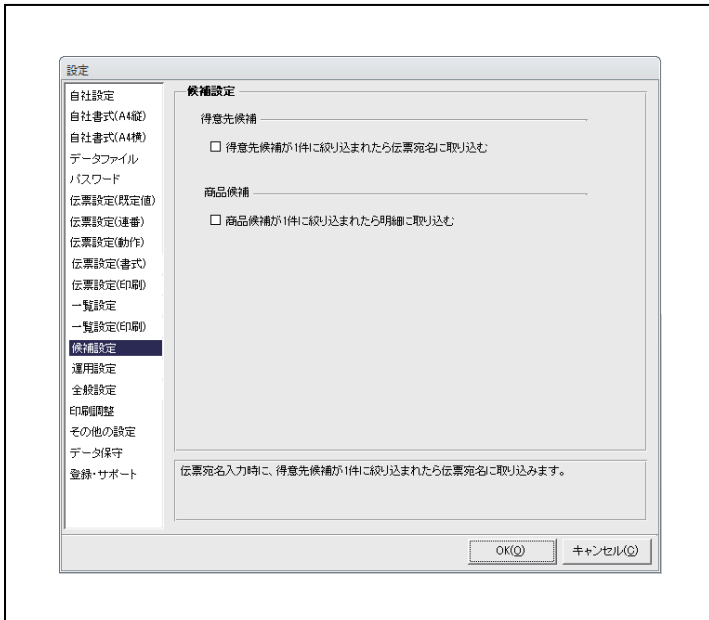 設定
自社設定
自社書式(A4縦)
自社書式(A4横)
データファイル
パスワード
伝票設定(既定値)
伝票設定(連番)
伝票設定(動作)
伝票設定(書式)
伝票設定(印刷)
一覧設定
一覧設定(印刷)
候補設定
運用設定
全般設定
印刷調整
その他の設定
データ保守
登録・サポート
候補設定
得意先候補
得意先候補が1件に絞り込まれたら伝票宛名に取り込む
商品候補
商品候補が1件に絞り込まれたら明細に取り込む
伝票宛名入力時に、得意先候補が1件に絞り込まれたら伝票宛名に取り込みます。
OK(O)
キャンセル(C)